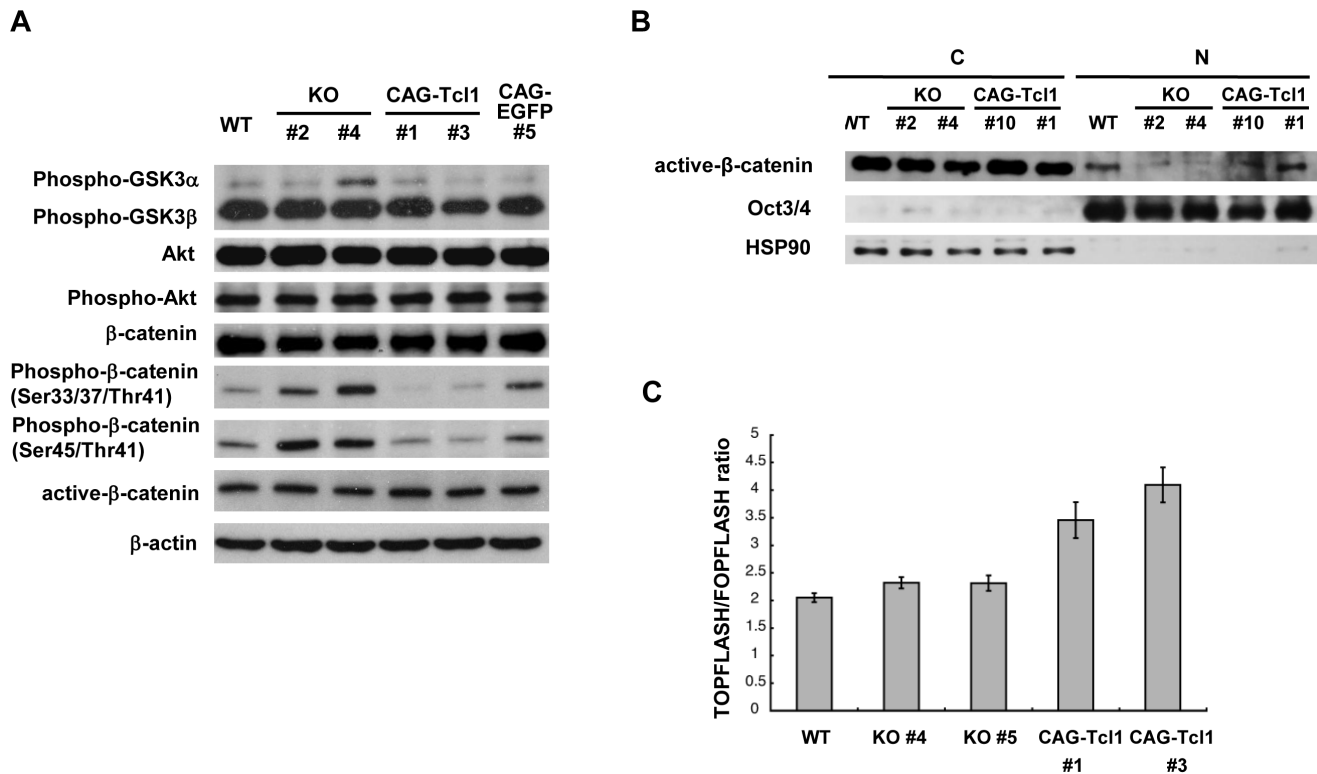 A
KO
CAG-Tcl1
CAG-
EGFP
WT
#2
#4
#1
#3
#5
Phospho-GSK3α
Phospho-GSK3β
Akt
Phospho-Akt
β-catenin
Phospho-β-catenin
(Ser33/37/Thr41)
Phospho-β-catenin
(Ser45/Thr41)
active-β-catenin
β-actin
B
C
N
KO
CAG-Tcl1
KO
CAG-Tcl1
WT
#2
#4
#10
#1
WT
#2
#4
#10
#1
active-β-catenin
Oct3/4
HSP90
C
TOPFLASH/FOPFLASH ratio
5
4.5
4
3.5
3
2.5
2
1.5
1
0.5
0
WT
KO #4
KO #5
CAG-Tcl1
#1
CAG-Tcl1
#3